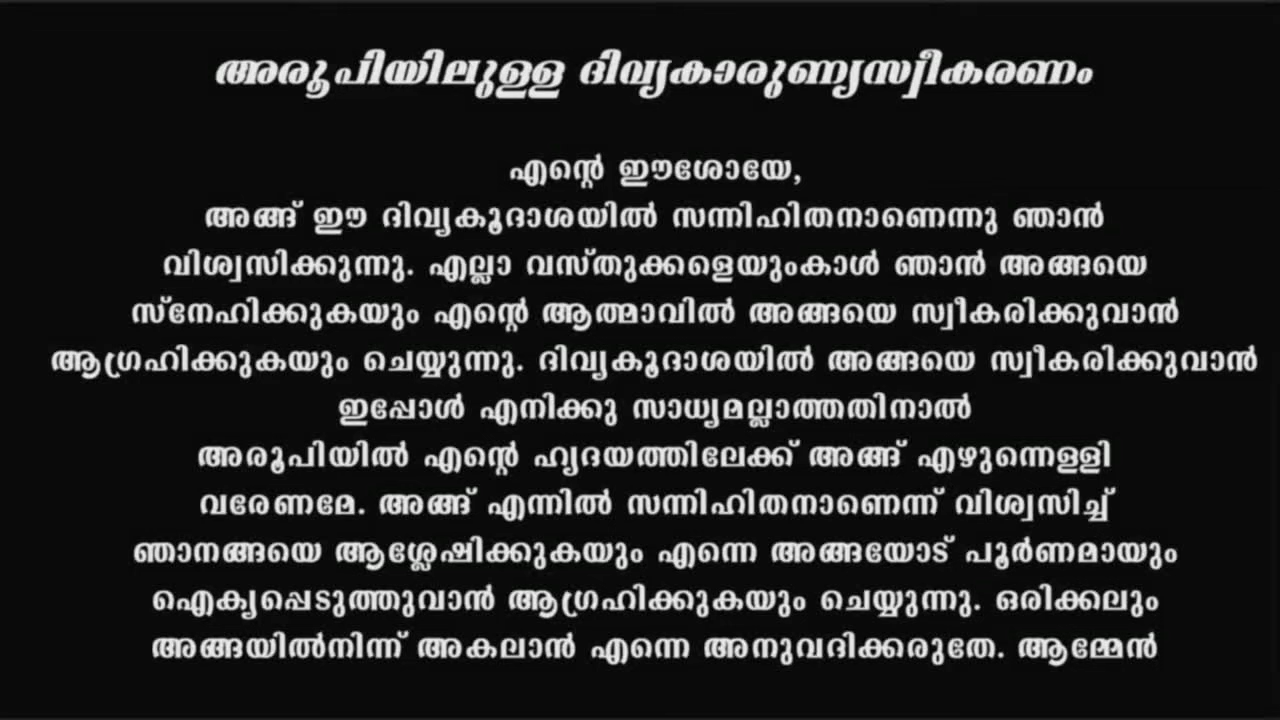 അരൂപിയിലുള്ള ദിവ്യകാരുണ്യസ്വീകരണം
എന്റെ ഈശോയേ,
അങ്ങ് ഈ ദിവ്യകൂദാശയിൽ സന്നിഹിതനാണെന്നു ഞാൻ
വിശ്വസിക്കുന്നു. എല്ലാ വസ്തുക്കളെയുംകാൾ ഞാൻ അങ്ങയെ
സ്നേഹിക്കുകയും എന്റെ ആത്മാവിൽ അങ്ങയെ സ്വീകരിക്കുവാൻ
ആഗ്രഹിക്കുകയും ചെയ്യുന്നു. ദിവ്യകൂദാശയിൽ അങ്ങയെ സ്വീകരിക്കുവാൻ
ഇപ്പോൾ എനിക്കു സാധ്യമല്ലാത്തതിനാൽ
അരൂപിയിൽ എന്റെ ഹൃദയത്തിലേക്ക് അങ്ങ് എഴുന്നെള്ളി
വരേണമേ. അങ്ങ് എന്നിൽ സന്നിഹിതനാണെന്ന് വിശ്വസിച്ച്
ഞാനങ്ങയെ ആശ്ലേഷിക്കുകയും എന്നെ അങ്ങയോട് പൂർണമായും
ഐക്യപ്പെടുത്തുവാൻ ആഗ്രഹിക്കുകയും ചെയ്യുന്നു. ഒരിക്കലും
അങ്ങയിൽനിന്ന് അകലാൻ എന്നെ അനുവദിക്കരുതേ. ആമ്മേൻ